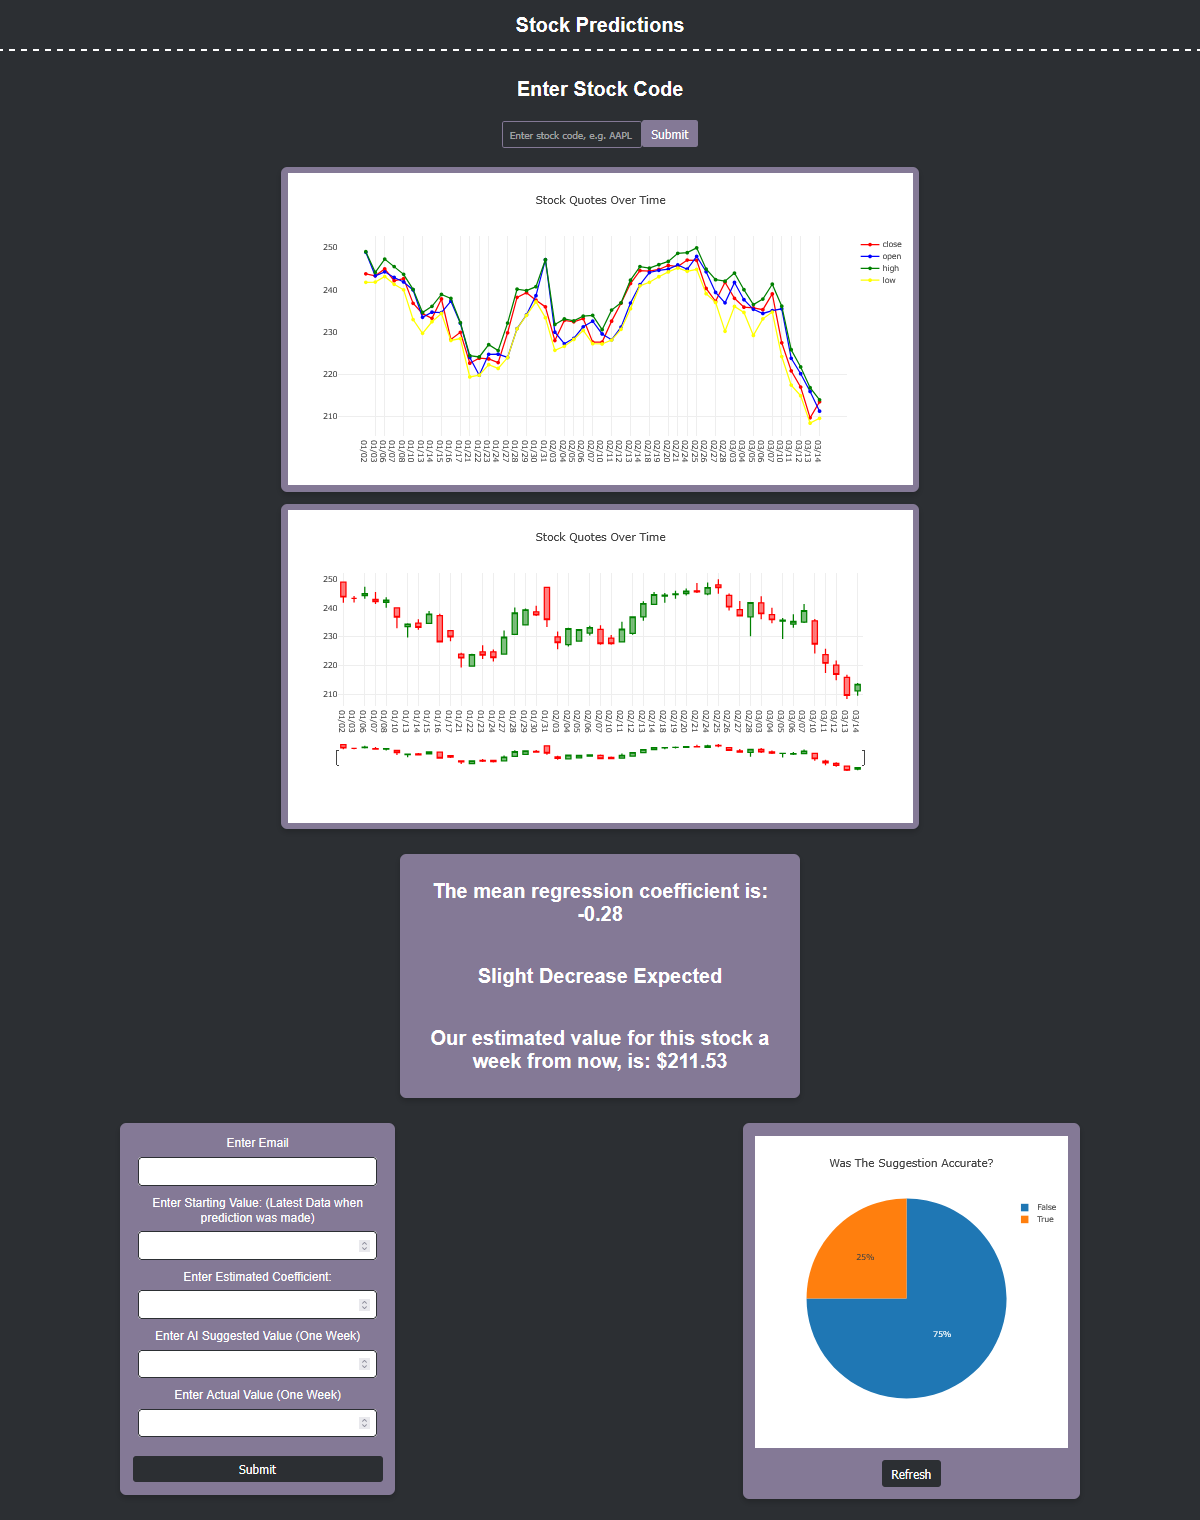 Stock Predictions
Enter Stock Code
Enter stock code, e.g. AAPL
Submit
Stock Quotes Over Time
close
open
high
low
250
240
230
220
210
01/02 01/03 01/06 01/07 01/08 01/10 01/13 01/14 01/15 01/16 01/17 01/21 01/22 01/23 01/24 01/27 01/28 01/29 01/30 01/31 02/03 02/04 02/05 02/06 02/07 02/10 02/11 02/12 02/13 02/14 02/18 02/19 02/20 02/21 02/24 02/25 02/26 02/27 02/28 03/03 03/04 03/05 03/06 03/07 03/10 03/11 03/12 03/13 03/14
Stock Quotes Over Time
250
240
230
220
210
01/02 01/03 01/06 01/07 01/08 01/10 01/13 01/14 01/15 01/16 01/17 01/21 01/22 01/23 01/24 01/27 01/28 01/29 01/30 01/31 02/03 02/04 02/05 02/06 02/07 02/10 02/11 02/12 02/13 02/14 02/18 02/19 02/20 02/21 02/24 02/25 02/26 02/27 02/28 03/03 03/04 03/05 03/06 03/07 03/10 03/11 03/12 03/13 03/14
The mean regression coefficient is:
-0.28
Slight Decrease Expected
Our estimated value for this stock a
week from now, is: $211.53
Enter Email
Enter Starting Value: (Latest Data when
prediction was made)
Enter Estimated Coefficient:
Enter AI Suggested Value (One Week)
Enter Actual Value (One Week)
Submit
Was The Suggestion Accurate?
False
True
25%
75%
Refresh